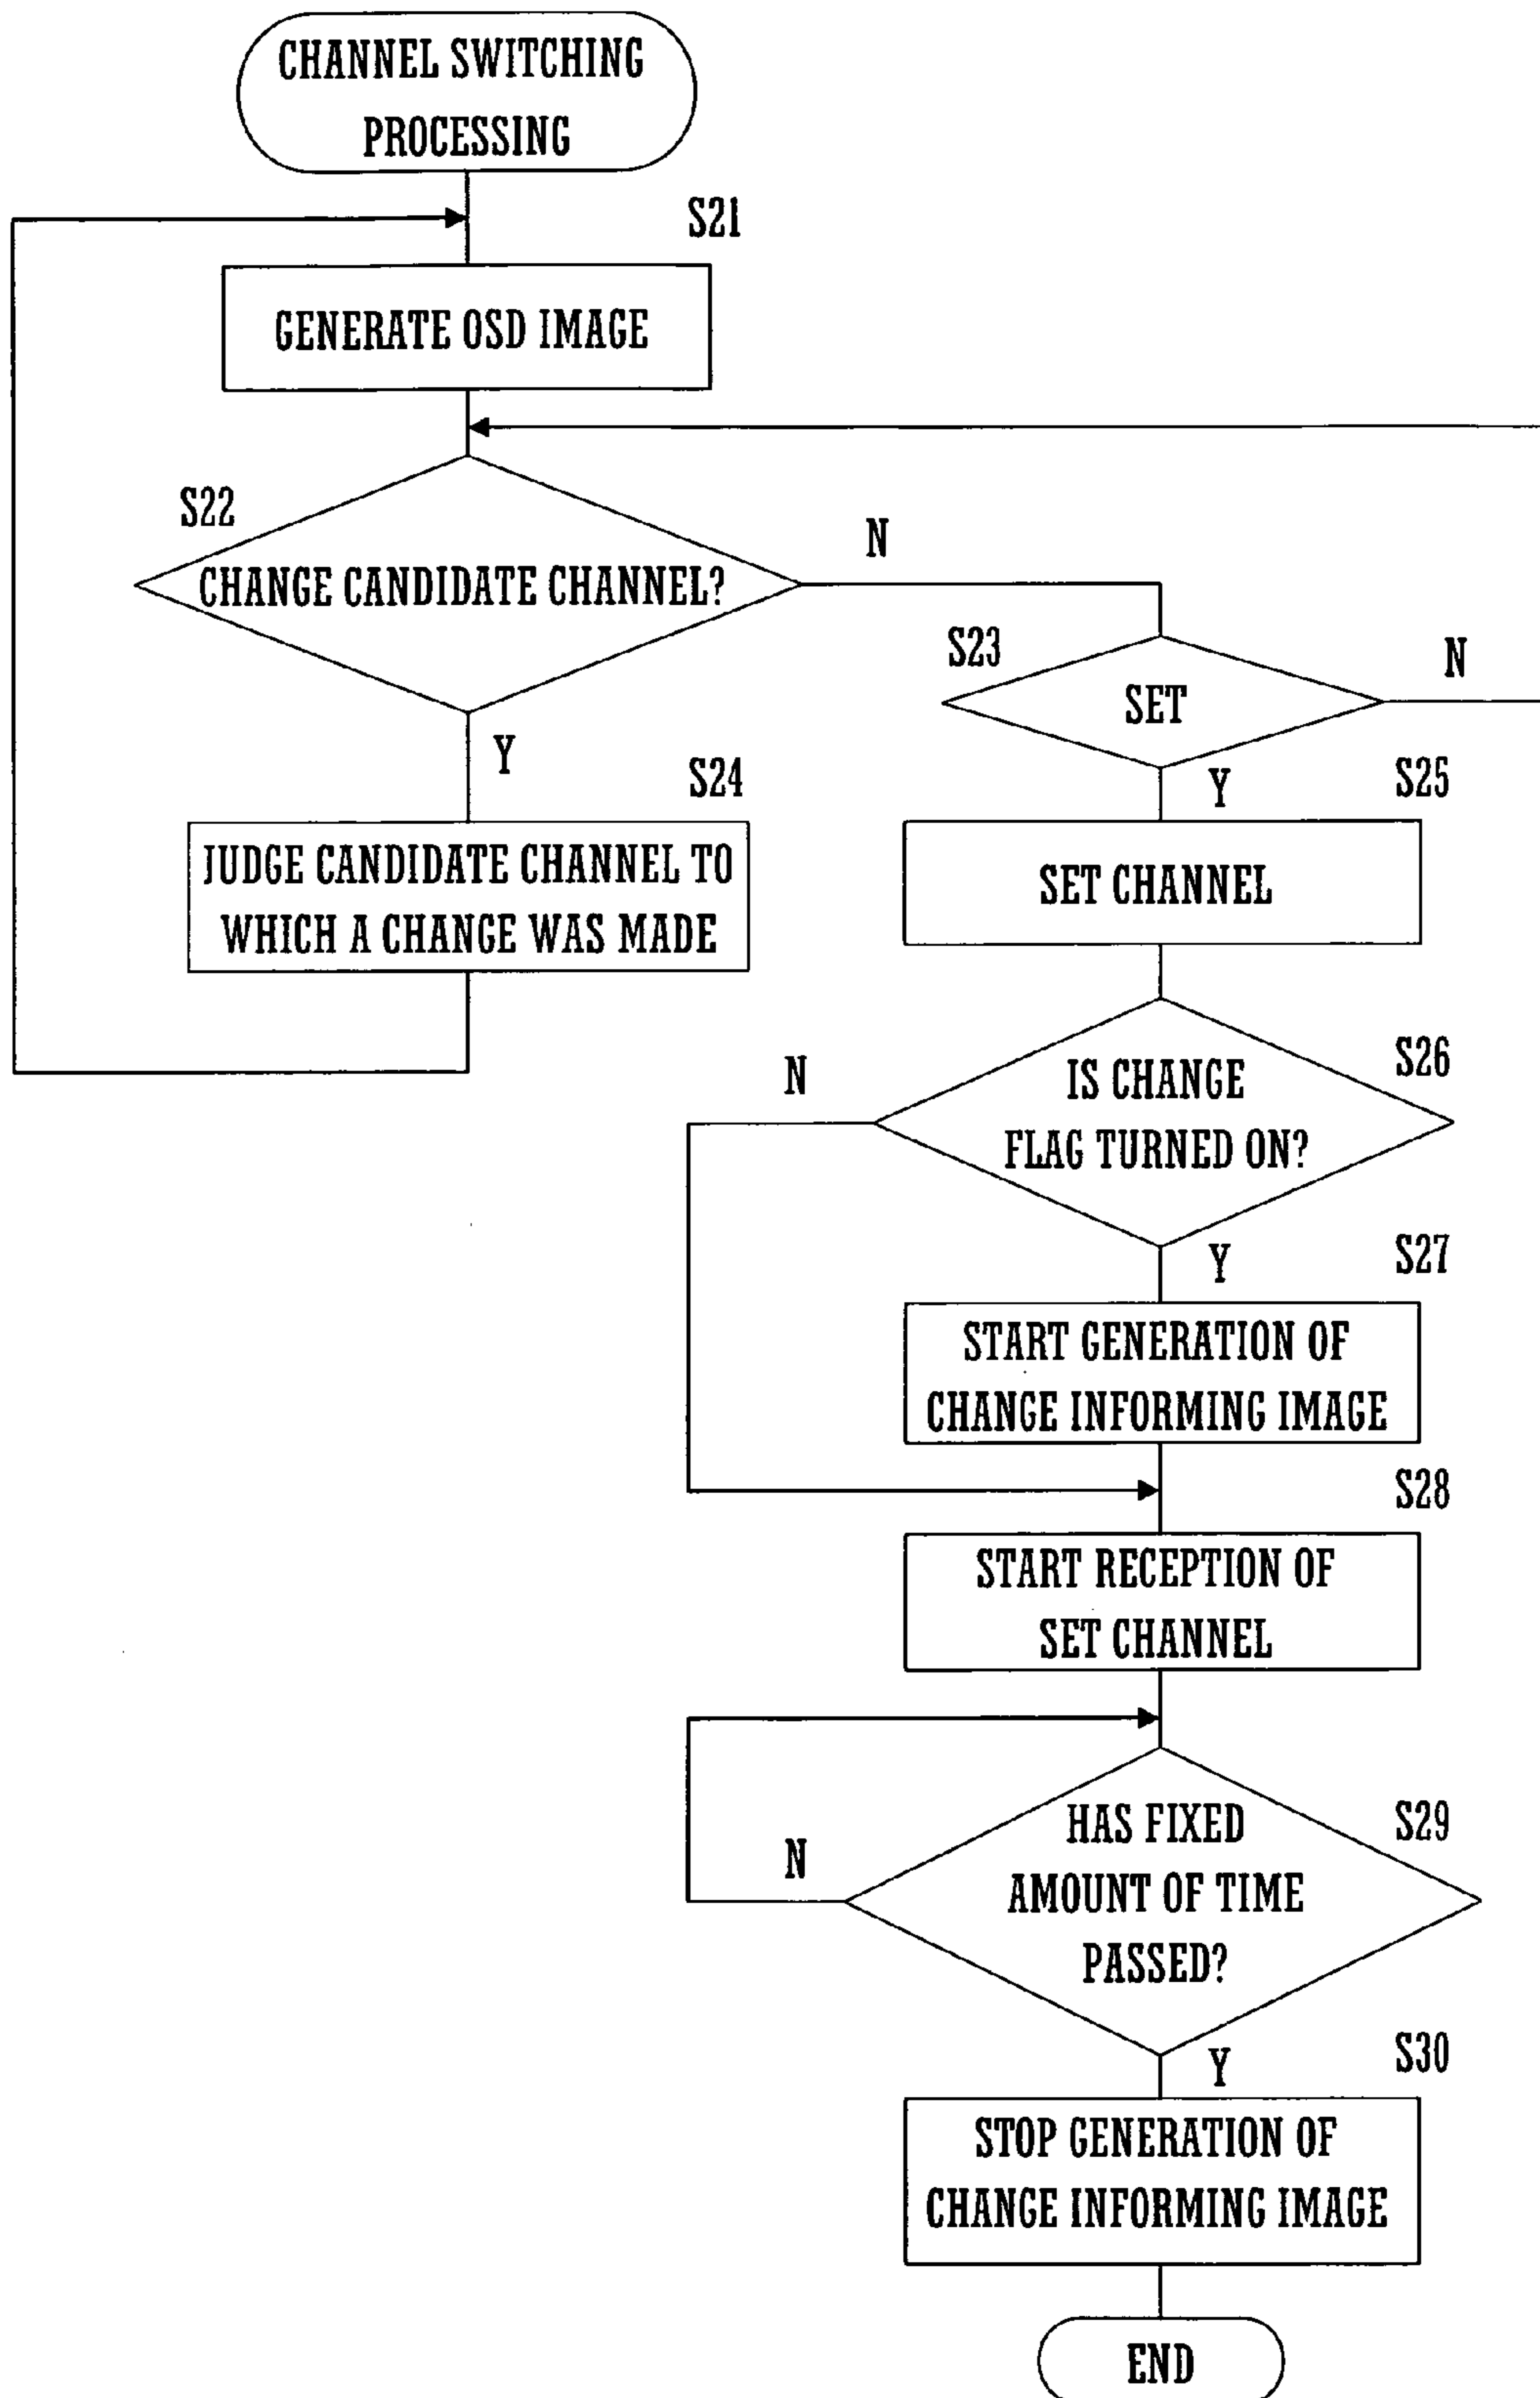 CHANNEL SWITCHING
PROCESSING
S21
GENERATE OSD IMAGE
S22
CHANGE CANDIDATE CHANNEL?
N
Y
S23
SET
N
Y
S24
JUDGE CANDIDATE CHANNEL TO
WHICH A CHANGE WAS MADE
S25
SET CHANNEL
S26
IS CHANGE
FLAG TURNED ON?
N
Y
S27
START GENERATION OF
CHANGE INFORMING IMAGE
S28
START RECEPTION OF
SET CHANNEL
S29
HAS FIXED
AMOUNT OF TIME
PASSED?
N
Y
S30
STOP GENERATION OF
CHANGE INFORMING IMAGE
END